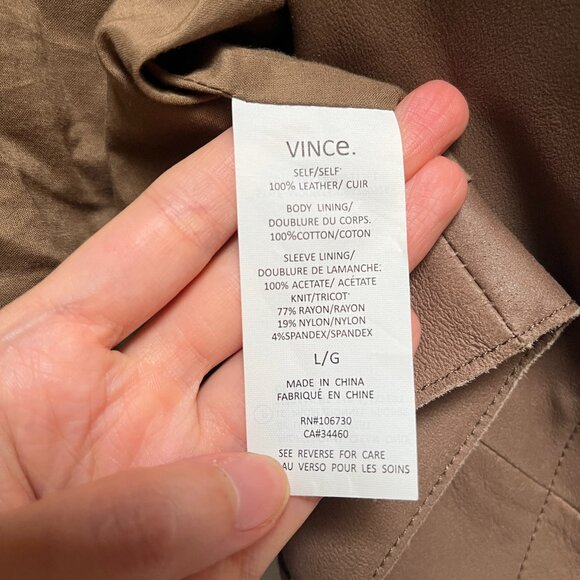 VINCe.
SELF/SELF
100% LEATHER/ CUIR
BODY LINING/
DOUBLURE DU CORPS.
100%COTTON/COTON
SLEEVE LINING/
DOUBLURE DE LAMANCHE:
100% ACETATE/ ACÉTATE
KNIT/TRICOT
77% RAYON/RAYON
19% NYLON/NYLON
4%SPANDEX/SPANDEX
L/G
MADE IN CHINA
FABRIQUÉ EN CHINE
RN#106730
CA#34460
SEE REVERSE FOR CARE
AU VERSO POUR LES SOINS